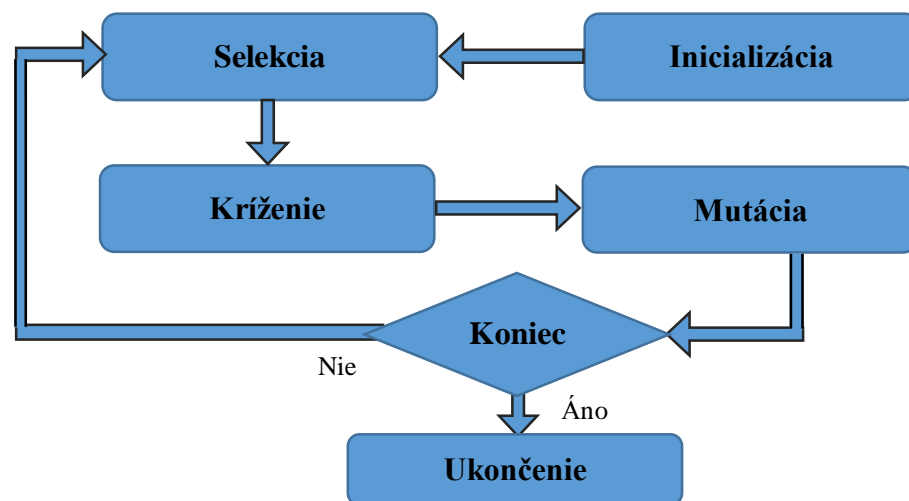 Selekcia
Inicializácia
Kríženie
Mutácia
Koniec
Nie
Áno
Ukončenie